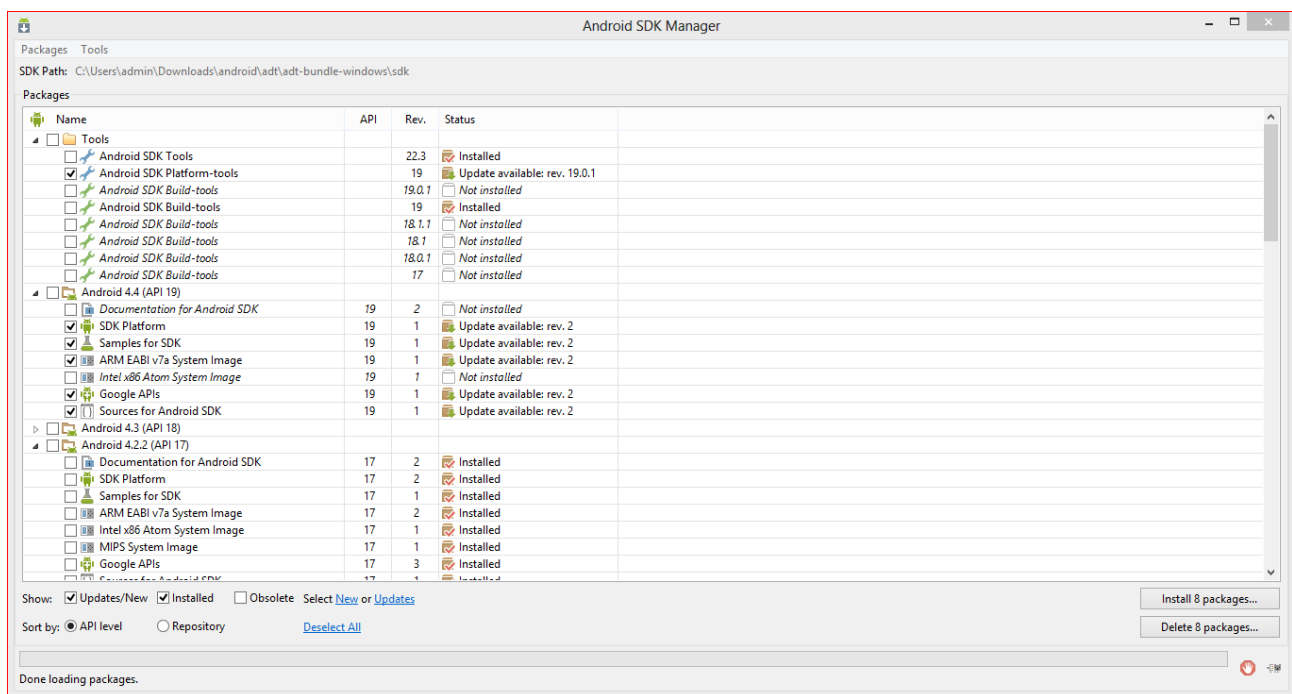 Android SDK Manager
Packages Tools
SDK Path: C:\Users\admin\Downloads\android\adt\adt-bundle-windows\sdk
Packages
Name API Rev. Status
Tools
Android SDK Tools 22.3 Installed
Android SDK Platform-tools 19 Update available: rev. 19.0.1
Android SDK Build-tools 19.0.1 Not installed
Android SDK Build-tools 19 Installed
Android SDK Build-tools 18.1.1 Not installed
Android SDK Build-tools 18.1 Not installed
Android SDK Build-tools 18.0.1 Not installed
Android SDK Build-tools 17 Not installed
Android 4.4 (API 19)
Documentation for Android SDK 19 2 Not installed
SDK Platform 19 1 Update available: rev. 2
Samples for SDK 19 1 Update available: rev. 2
ARM EABI v7a System Image 19 1 Update available: rev. 2
Intel x86 Atom System Image 19 1 Not installed
Google APIs 19 1 Update available: rev. 2
Sources for Android SDK 19 1 Update available: rev. 2
Android 4.3 (API 18)
Android 4.2.2 (API 17)
Documentation for Android SDK 17 2 Installed
SDK Platform 17 2 Installed
Samples for SDK 17 1 Installed
ARM EABI v7a System Image 17 2 Installed
Intel x86 Atom System Image 17 1 Installed
MIPS System Image 17 1 Installed
Google APIs 17 3 Installed
Sources for Android SDK 17 1 Installed
Show: Updates/New Installed Obsolete Select New or Updates Install 8 packages...
Sort by: API level Repository Deselect All Delete 8 packages...
Done loading packages.